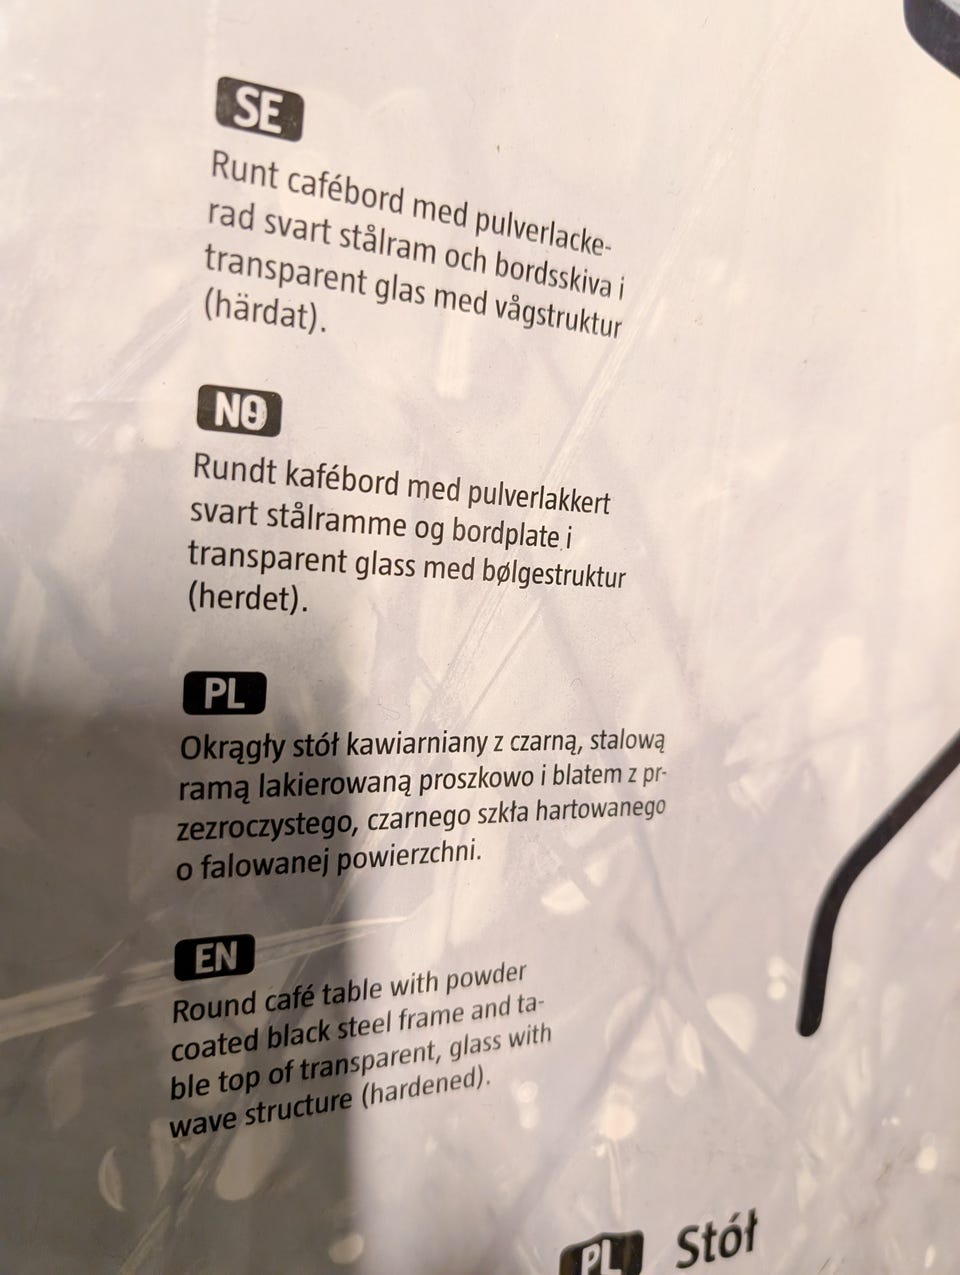 SE
Runt cafébord med pulverlacke-
rad svart stålram och bordsskiva i
transparent glas med vågstruktur
(härdat).
NO
Rundt kafébord med pulverlakkert
svart stålramme og bordplate i
transparent glass med bølgestruktur
(herdet).
PL
Okrągły stół kawiarniany z czarną, stalową
ramą lakierowaną proszkowo i blatem z pr-
zezroczystego, czarnego szkła hartowanego
o falowanej powierzchni.
EN
Round café table with powder
coated black steel frame and ta-
ble top of transparent, glass with
wave structure (hardened).
PL Stół